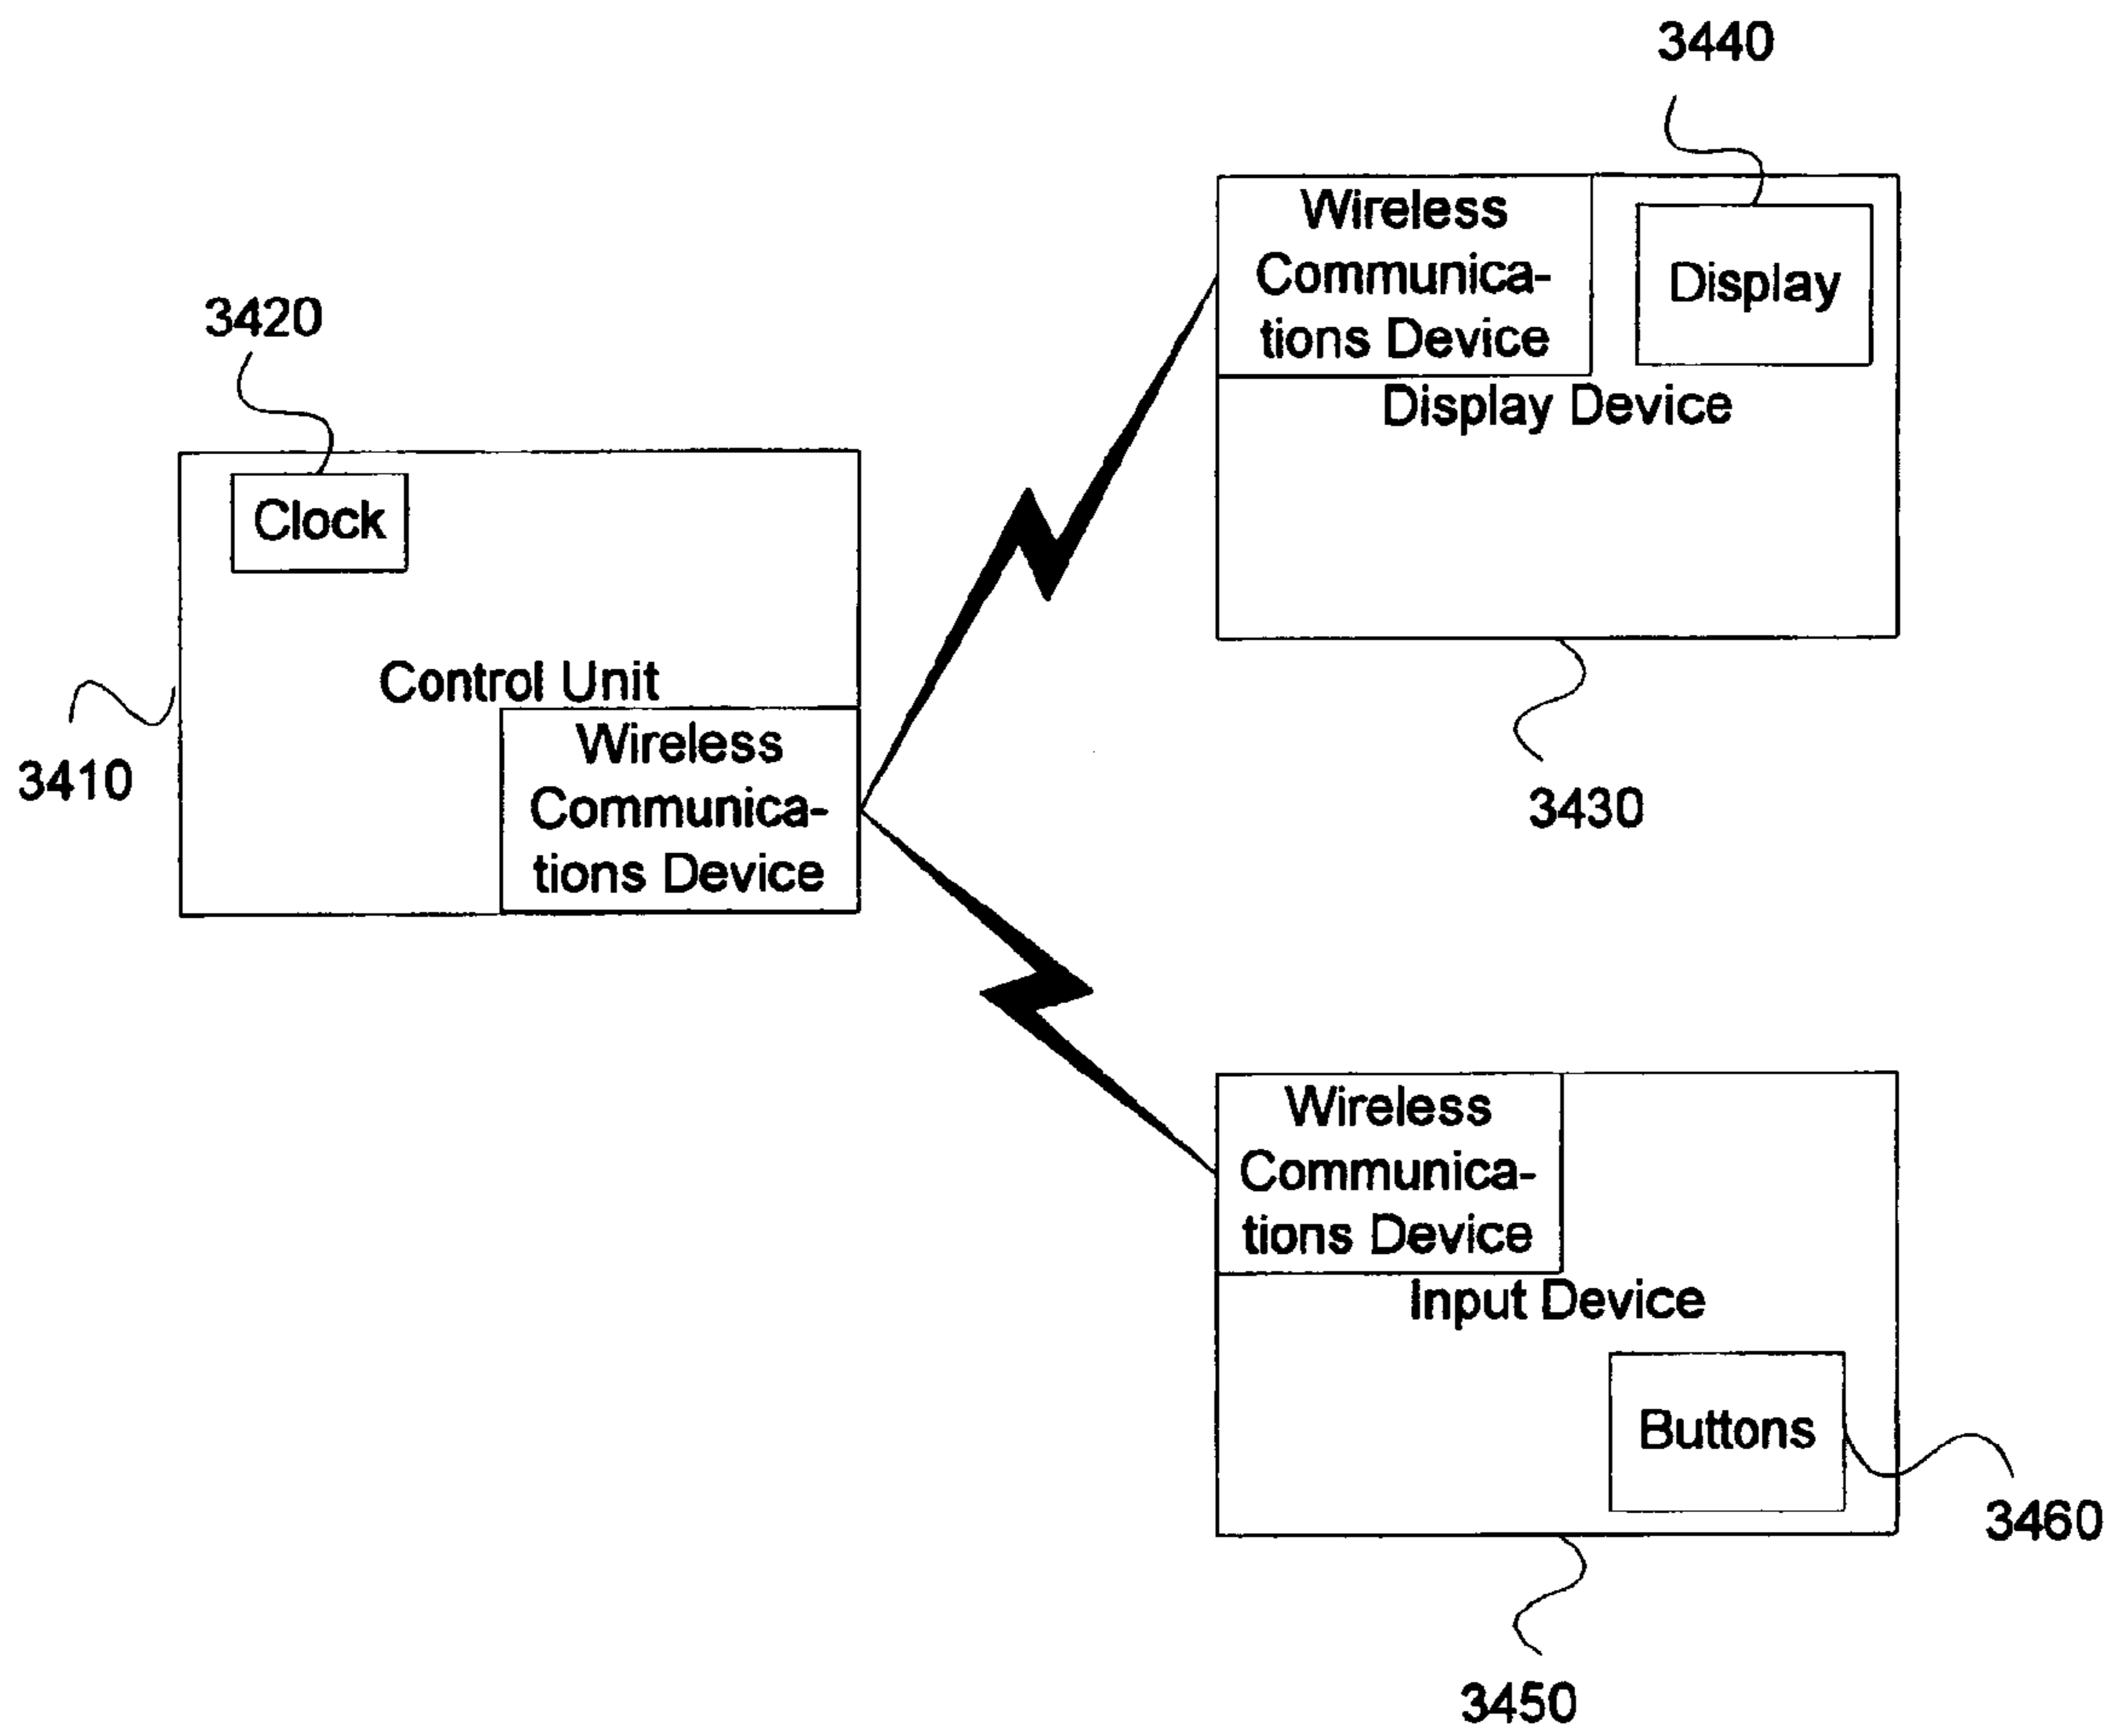 3440
Wireless
Communica-
tions Device
Display
Display Device
3430
3420
Clock
Control Unit
Wireless
Communica-
tions Device
3410
Wireless
Communica-
tions Device
Input Device
Buttons
3460
3450